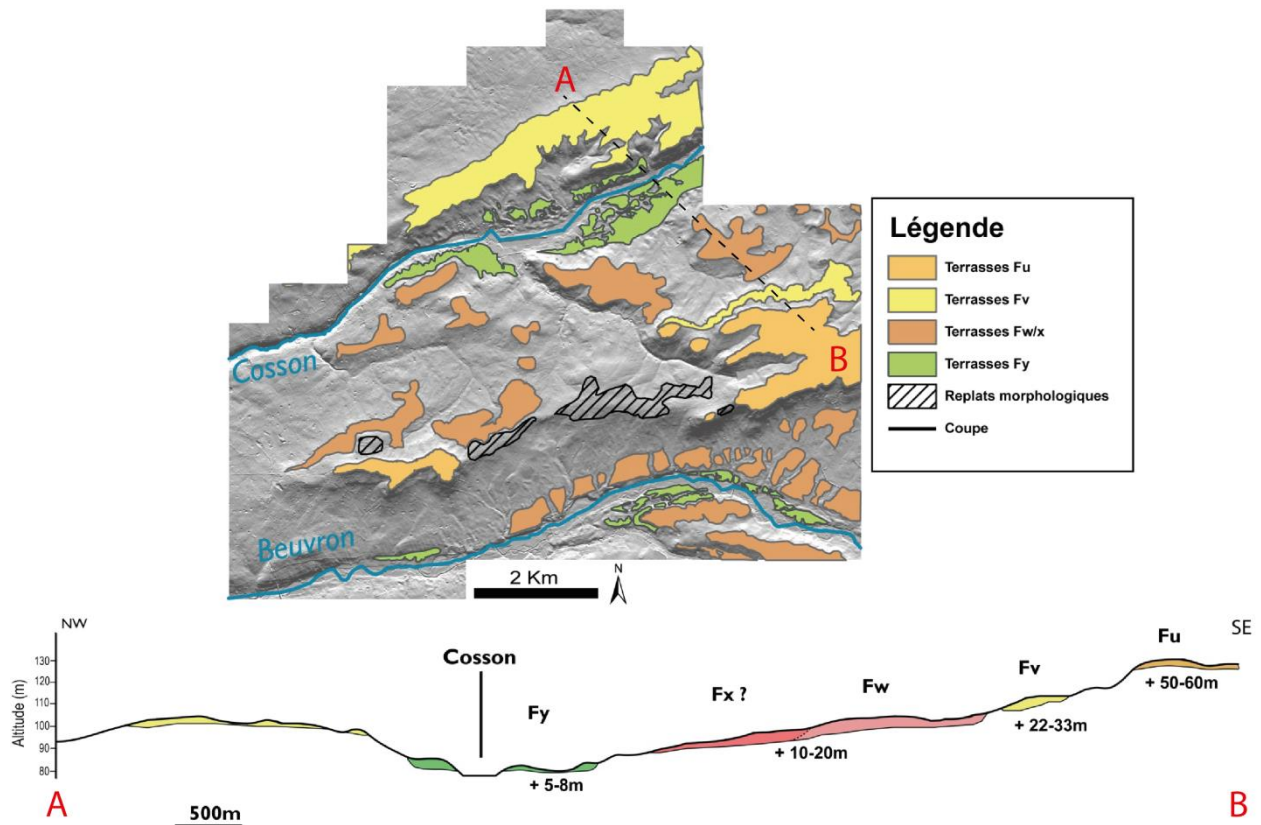 A
B
Cosson
Beuvron
2 Km
N
Légende
Terrasses Fu
Terrasses Fv
Terrasses Fw/x
Terrasses Fy
Replats morphologiques
Coupe
NW
SE
Altitude (m)
130
120
110
100
90
80
Cosson
Fy
Fx ?
Fw
Fv
Fu
+ 5-8m
+ 10-20m
+ 22-33m
+ 50-60m
A
B
500m